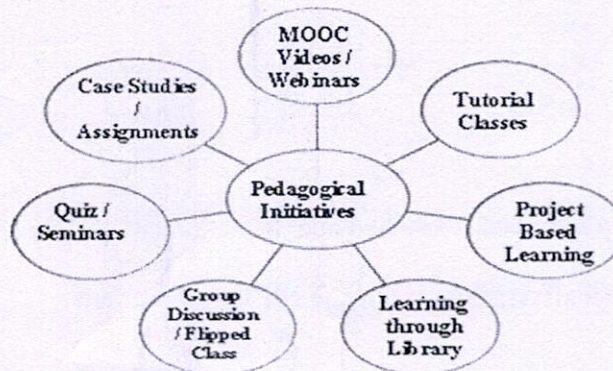 MOOC
Videos /
Webinars
Case Studies
/
Assignments
Tutorial
Classes
Pedagogical
Initiatives
Quiz /
Seminars
Project
Based
Learning
Group
Discussion
/ Flipped
Class
Learning
through
Library